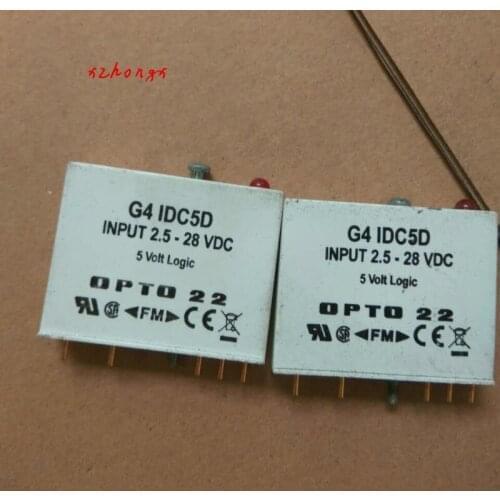 xzhongx
G4 IDC5D
INPUT 2.5 - 28 VDC
5 Volt Logic
OPTO 22
FM CE
G4 IDC5D
INPUT 2.5 - 28 VDC
5 Volt Logic
OPTO 22
FM CE